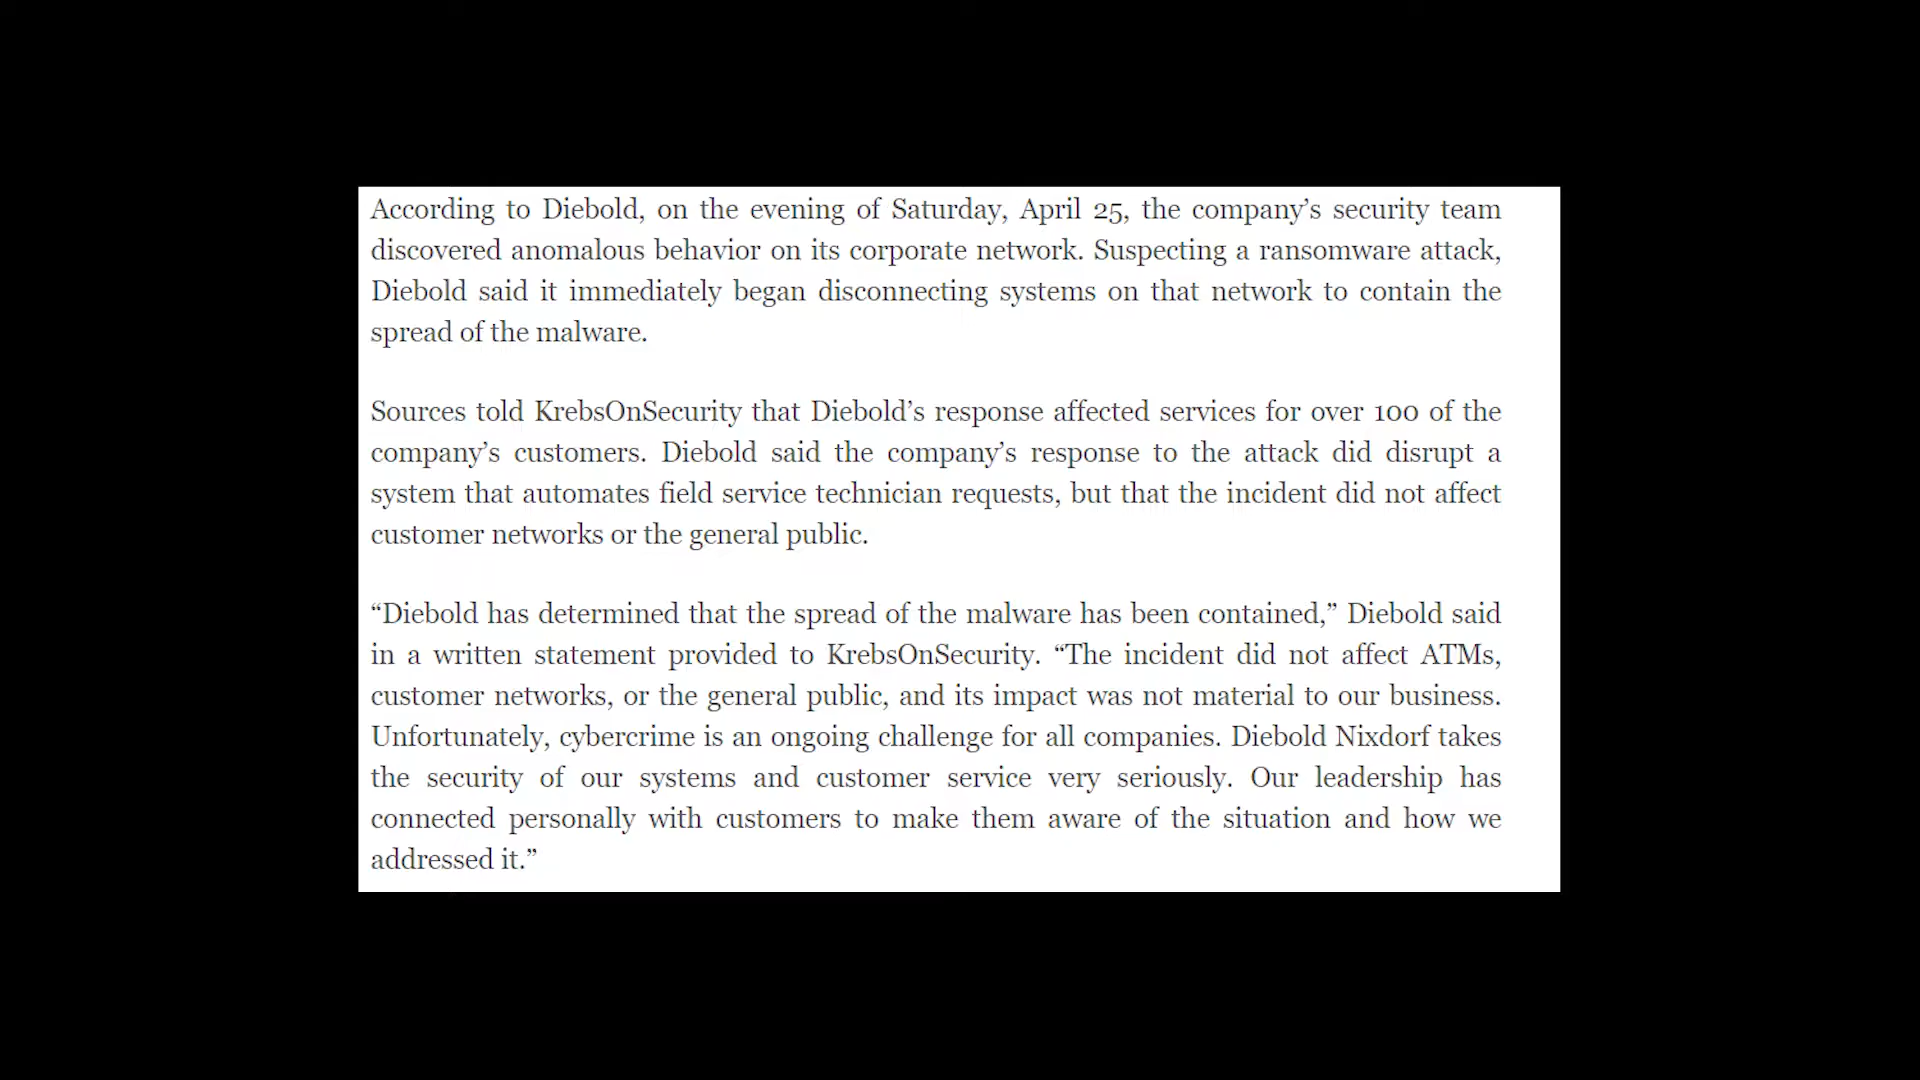 According to Diebold, on the evening of Saturday, April 25, the company’s security team
discovered anomalous behavior on its corporate network. Suspecting a ransomware attack,
Diebold said it immediately began disconnecting systems on that network to contain the
spread of the malware.
Sources told KrebsOnSecurity that Diebold’s response affected services for over 100 of the
company’s customers. Diebold said the company’s response to the attack did disrupt a
system that automates field service technician requests, but that the incident did not affect
customer networks or the general public.
“Diebold has determined that the spread of the malware has been contained,” Diebold said
in a written statement provided to KrebsOnSecurity. “The incident did not affect ATMs,
customer networks, or the general public, and its impact was not material to our business.
Unfortunately, cybercrime is an ongoing challenge for all companies. Diebold Nixdorf takes
the security of our systems and customer service very seriously. Our leadership has
connected personally with customers to make them aware of the situation and how we
addressed it.”